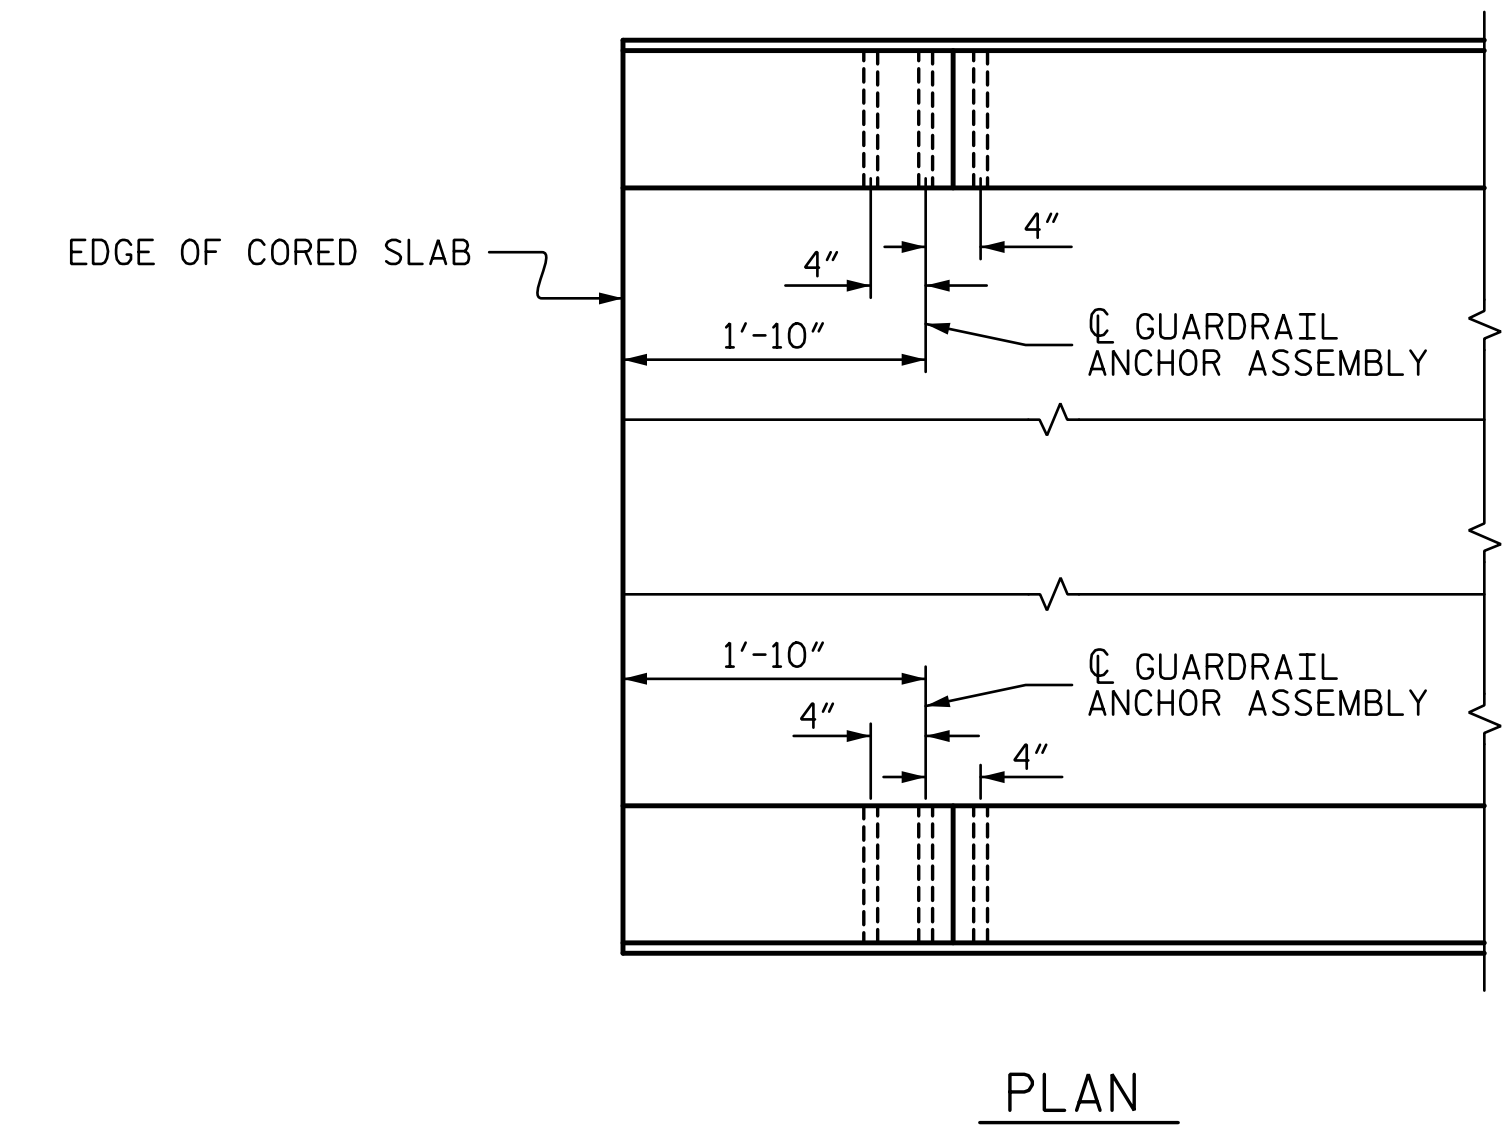 4"
EDGE OF CORED SLAB
4"
1'-10"
℄ GUARDRAIL
ANCHOR ASSEMBLY
1'-10"
℄ GUARDRAIL
ANCHOR ASSEMBLY
4"
4"
PLAN